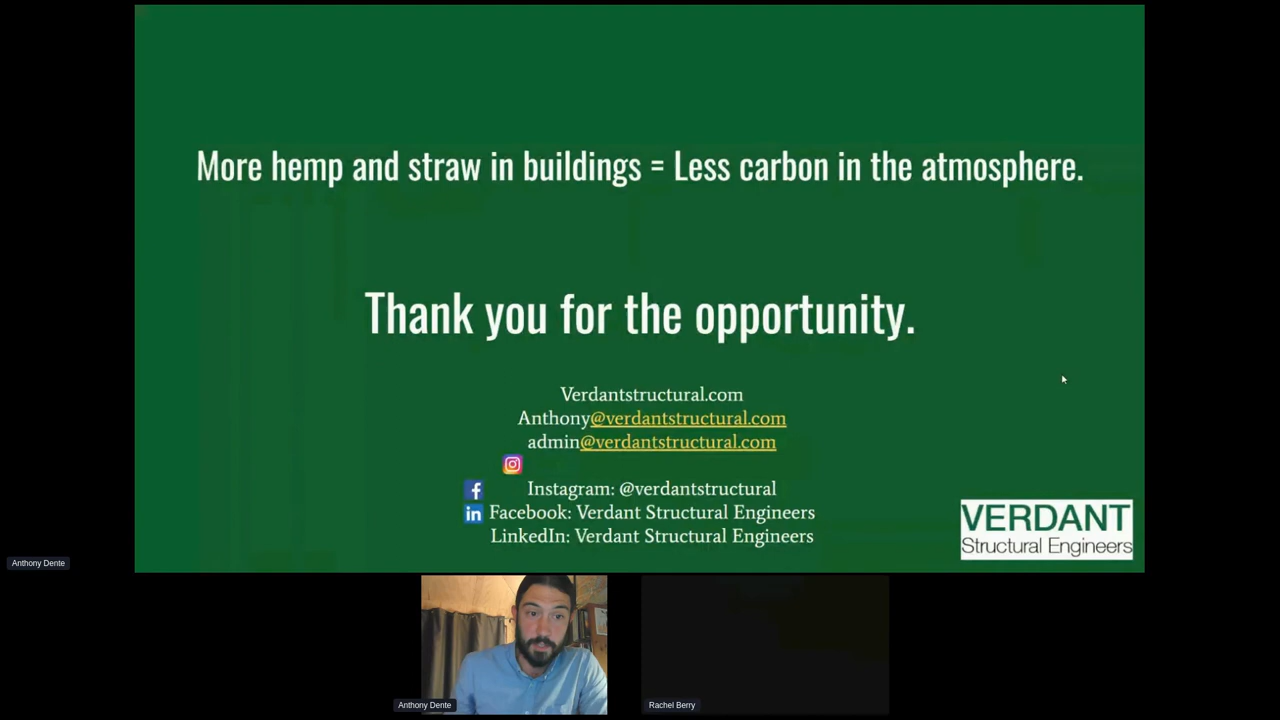 More hemp and straw in buildings = Less carbon in the atmosphere.
Thank you for the opportunity.
Verdantstructural.com
Anthony@verdantstructural.com
admin@verdantstructural.com
Instagram: @verdantstructural
Facebook: Verdant Structural Engineers
LinkedIn: Verdant Structural Engineers
VERDANT
Structural Engineers
Anthony Dente
Anthony Dente
Rachel Berry